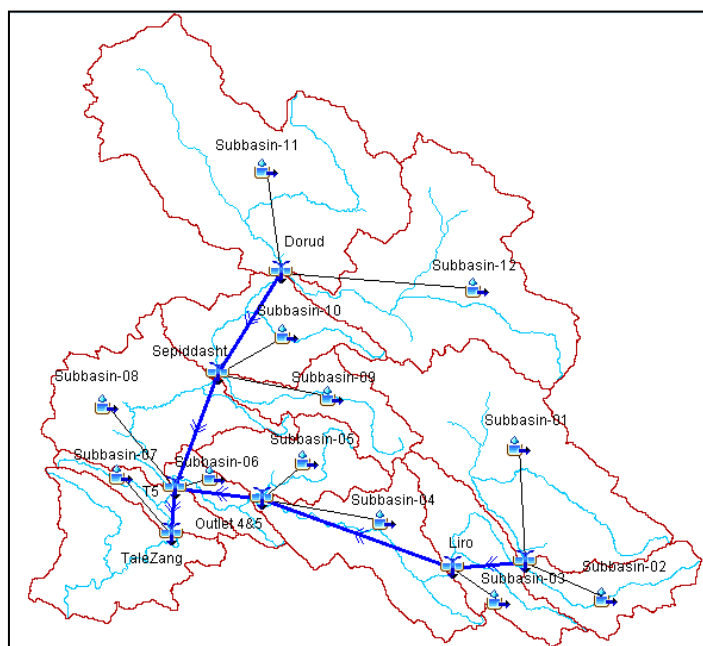 Subbasin-11
Dorud
Subbasin-12
Subbasin-10
Sepiddasht
Subbasin-08
Subbasin-09
Subbasin-01
Subbasin-07
Subbasin-06
Subbasin-05
T5
Outlet 4&5
Subbasin-04
Liro
TaleZang
Subbasin-03
Subbasin-02